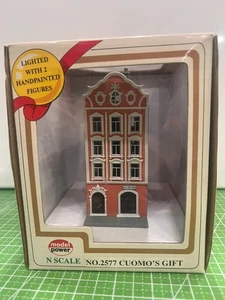 LIGHTED
WITH 2
HANDPAINTED
FIGURES
model
power
N SCALE NO.2577 CUOMO'S GIFT